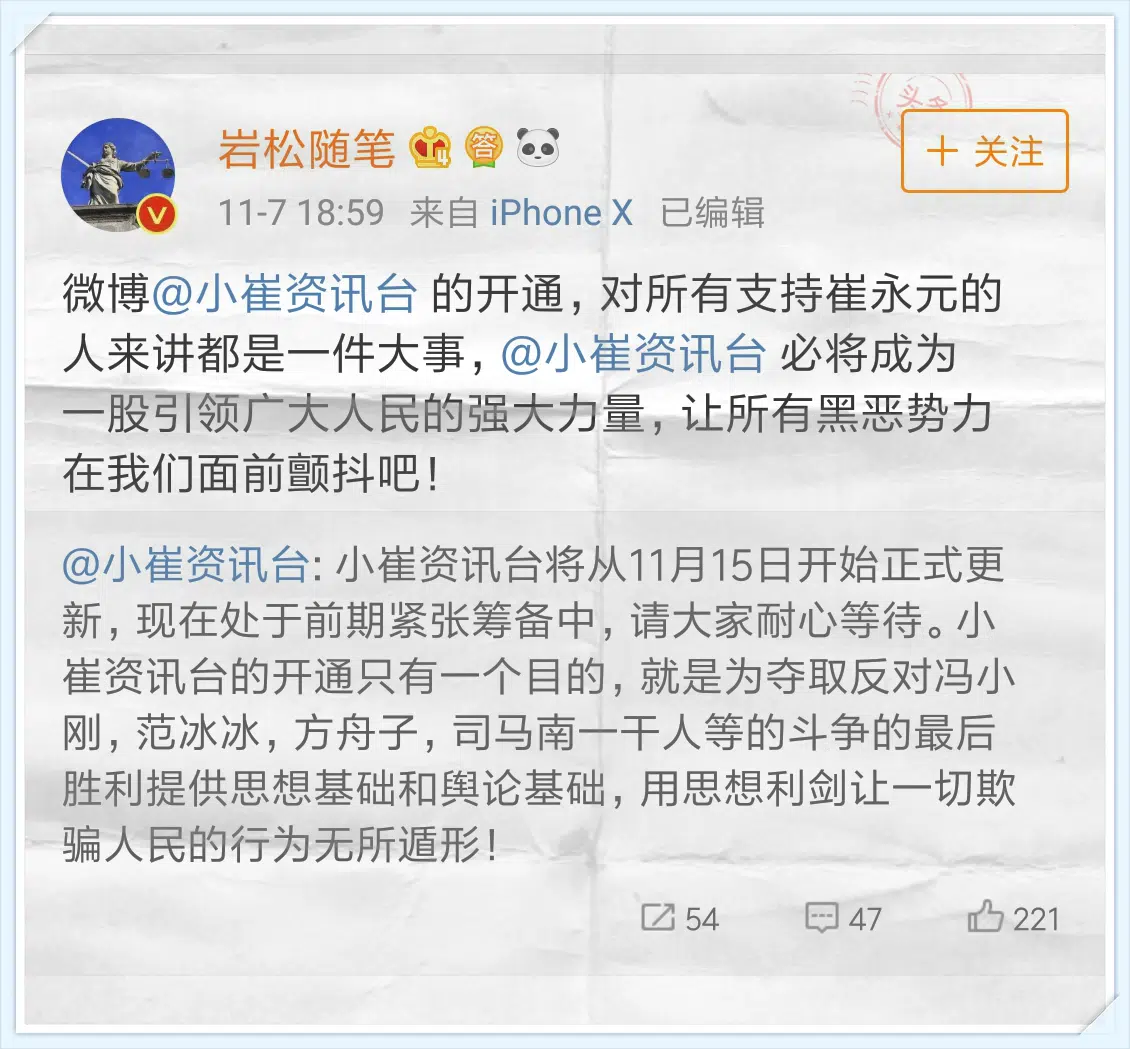 头条
岩松随笔 4 答
V
11-7 18:59 来自 iPhone X 已编辑
+ 关注
微博@小崔资讯台 的开通，对所有支持崔永元的
人来讲都是一件大事，@小崔资讯台 必将成为
一股引领广大人民的强大力量，让所有黑恶势力
在我们面前颤抖吧！
@小崔资讯台: 小崔资讯台将从11月15日开始正式更
新，现在处于前期紧张筹备中，请大家耐心等待。小
崔资讯台的开通只有一个目的，就是为夺取反对冯小
刚，范冰冰，方舟子，司马南一干人等的斗争的最后
胜利提供思想基础和舆论基础，用思想利剑让一切欺
骗人民的行为无所遁形！
54 47 221